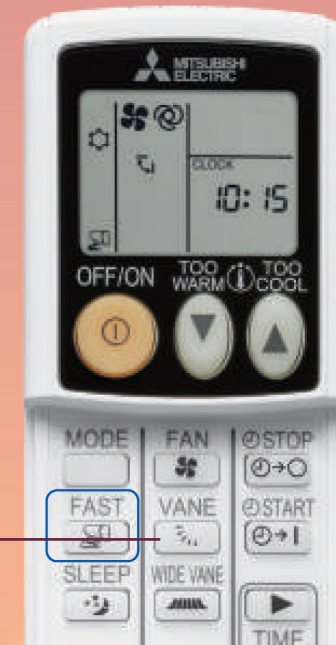 MITSUBISHI
ELECTRIC
CLOCK
10:15
OFF/ON
TOO WARM
i
TOO COOL
MODE
FAN
STOP
FAST
VANE
START
SLEEP
WIDE VANE
TIME